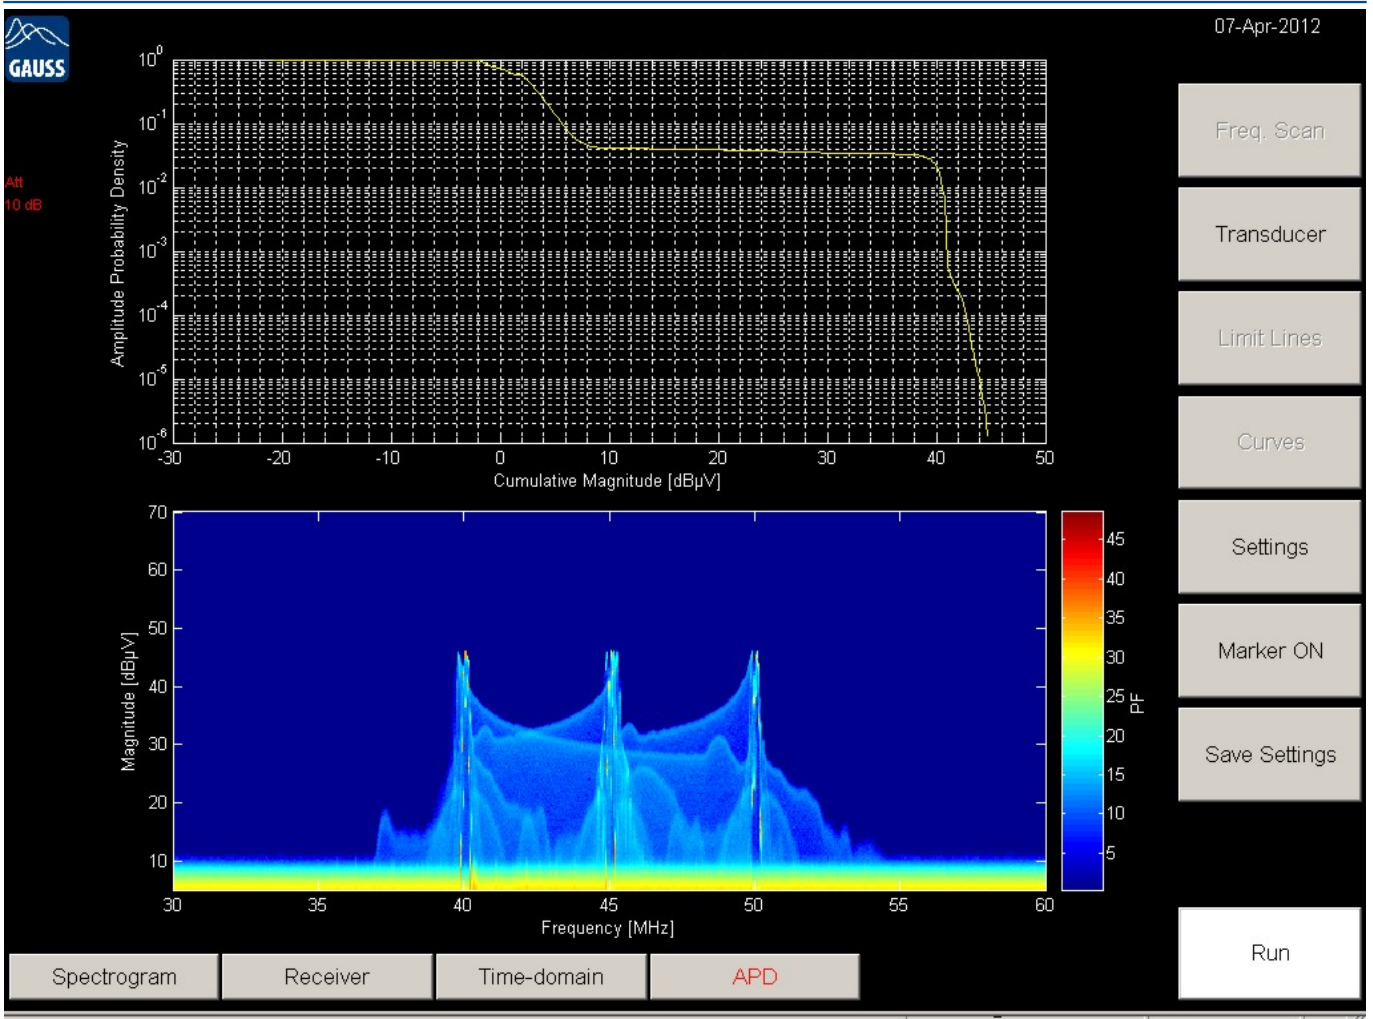 07-Apr-2012
GAUSS
Att
10 dB
10^0
10^-1
10^-2
10^-3
10^-4
10^-5
10^-6
Amplitude Probability Density
-30 -20 -10 0 10 20 30 40 50
Cumulative Magnitude [dBµV]
70
60
50
40
30
20
10
Magnitude [dBµV]
30 35 40 45 50 55 60
Frequency [MHz]
45
40
35
30
25
20
15
10
5
PF
Freq. Scan
Transducer
Limit Lines
Curves
Settings
Marker ON
Save Settings
Run
Spectrogram Receiver Time-domain APD